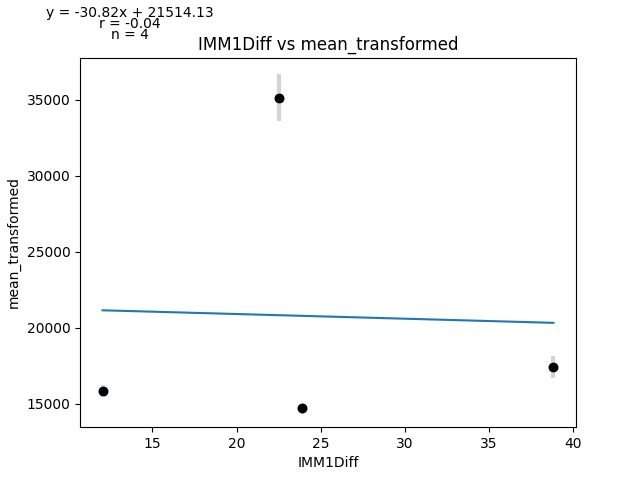 y = -30.82x + 21514.13
r = -0.04
n = 4
IMM1Diff vs mean_transformed
mean_transformed
35000
30000
25000
20000
15000
15
20
25
30
35
40
IMM1Diff